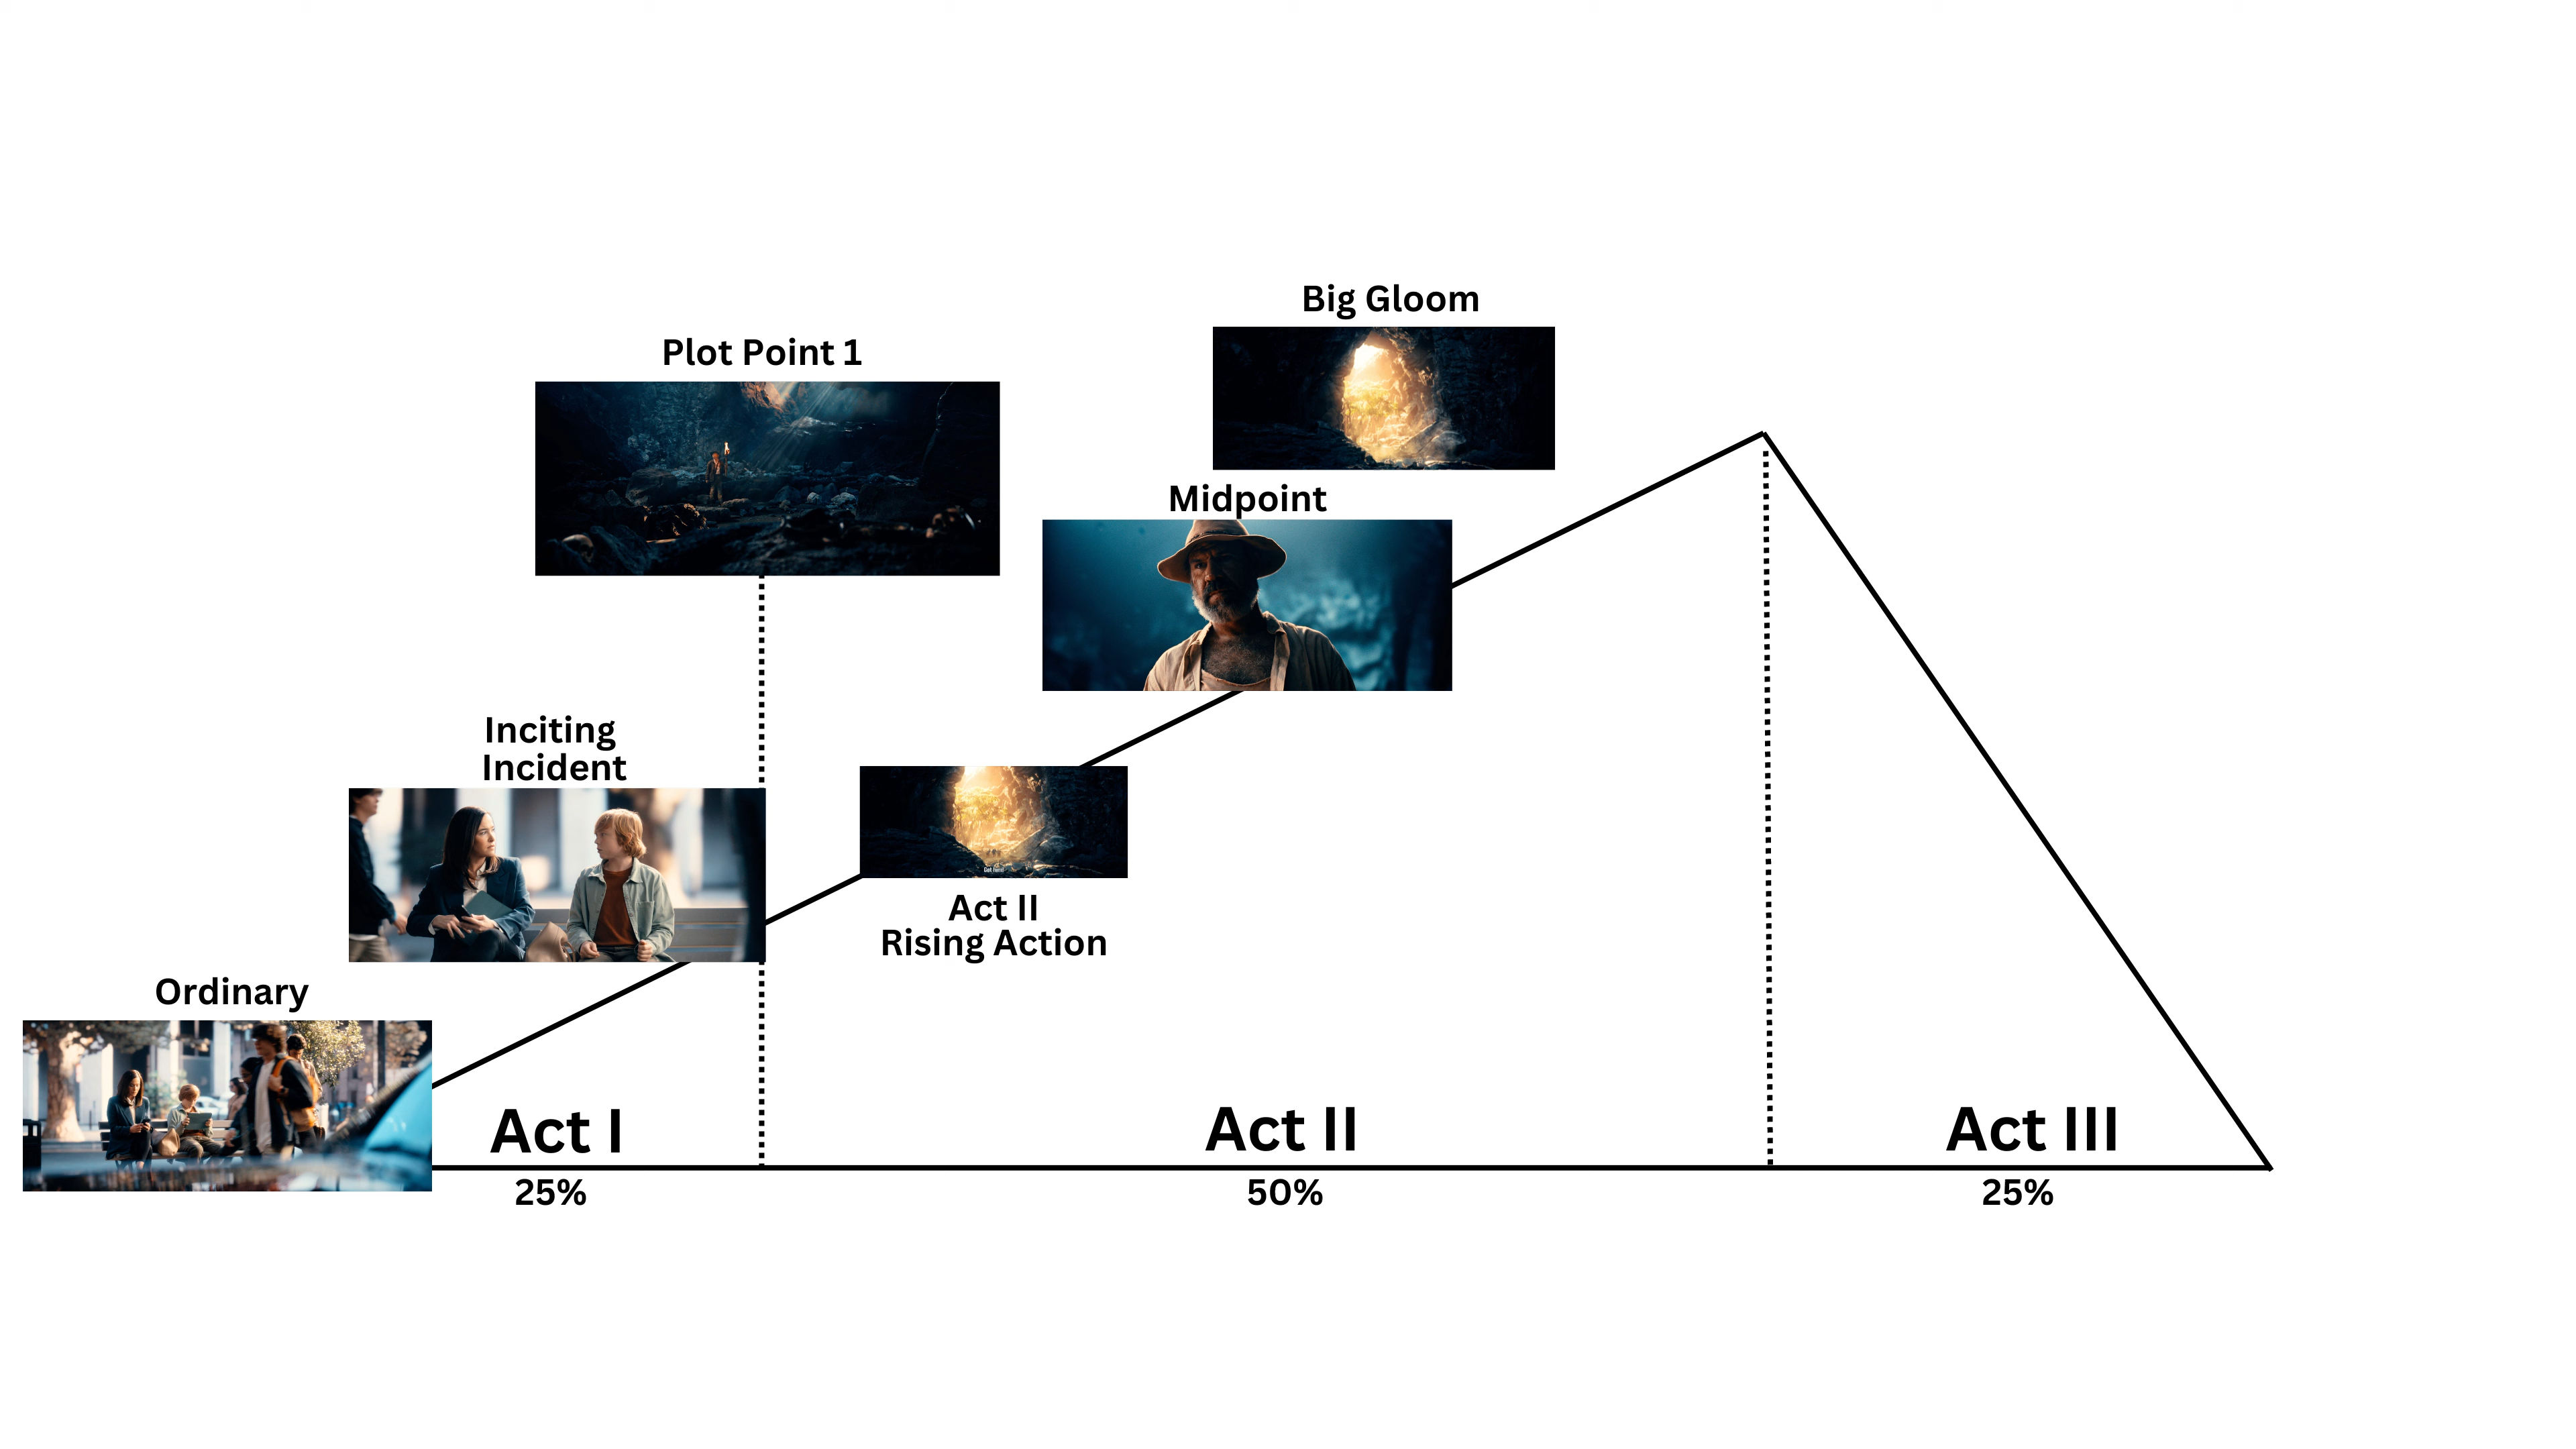 Big Gloom
Plot Point 1
Midpoint
Inciting
Incident
Act II
Rising Action
Ordinary
Act I
Act II
Act III
25%
50%
25%